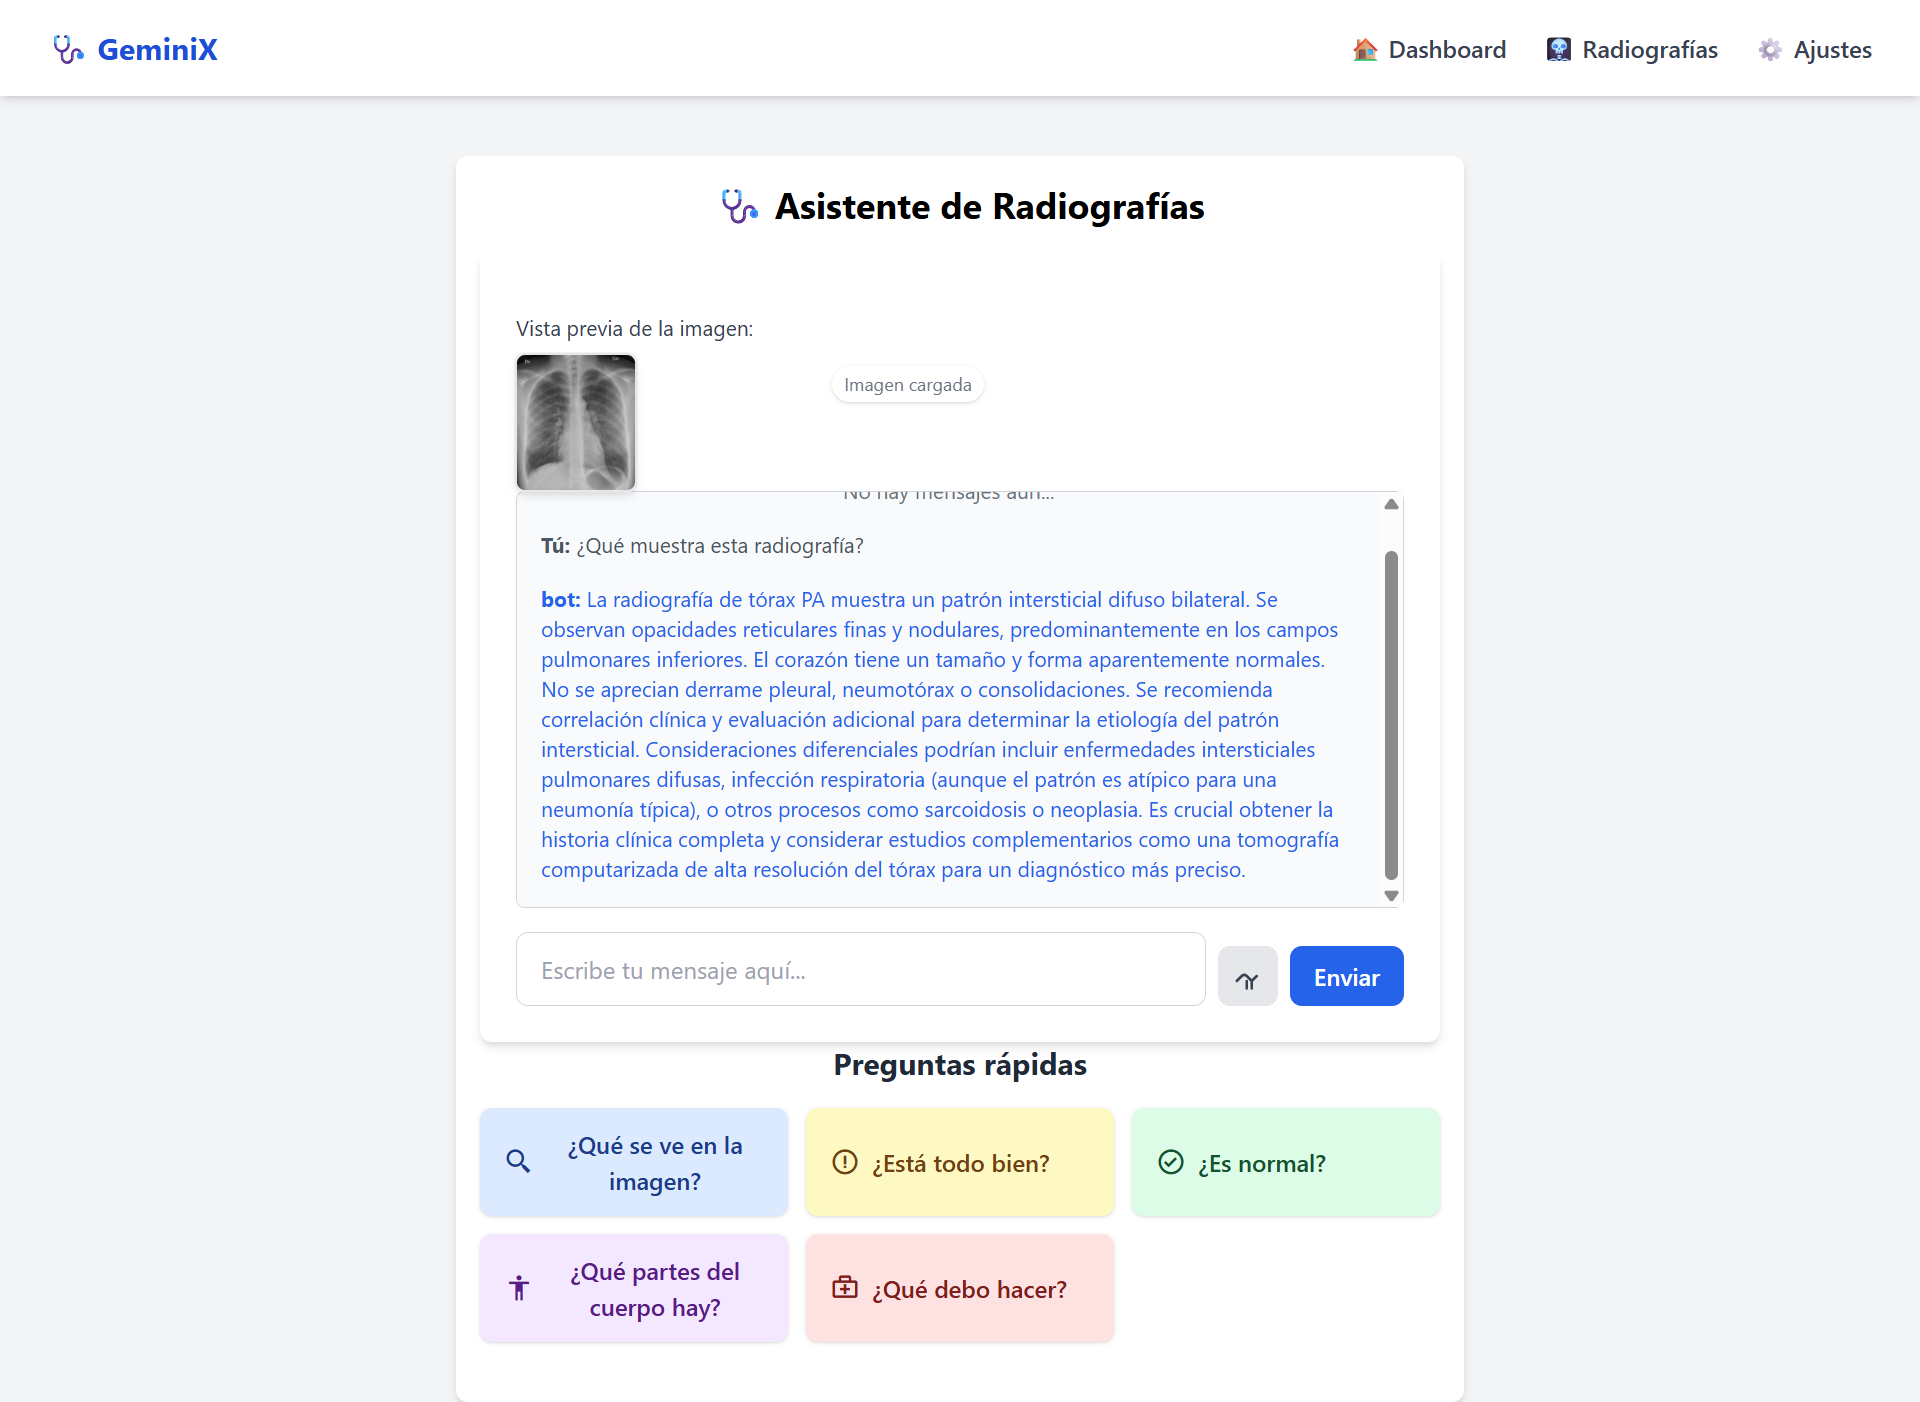 GeminiX
Dashboard
Radiografías
Ajustes
Asistente de Radiografías
Vista previa de la imagen:
Imagen cargada
No hay mensajes aún...
Tú: ¿Qué muestra esta radiografía?
bot: La radiografía de tórax PA muestra un patrón intersticial difuso bilateral. Se
observan opacidades reticulares finas y nodulares, predominantemente en los campos
pulmonares inferiores. El corazón tiene un tamaño y forma aparentemente normales.
No se aprecian derrame pleural, neumotórax o consolidaciones. Se recomienda
correlación clínica y evaluación adicional para determinar la etiología del patrón
intersticial. Consideraciones diferenciales podrían incluir enfermedades intersticiales
pulmonares difusas, infección respiratoria (aunque el patrón es atípico para una
neumonía típica), o otros procesos como sarcoidosis o neoplasia. Es crucial obtener la
historia clínica completa y considerar estudios complementarios como una tomografía
computarizada de alta resolución del tórax para un diagnóstico más preciso.
Escribe tu mensaje aquí...
Enviar
Preguntas rápidas
¿Qué se ve en la
imagen?
¿Está todo bien?
¿Es normal?
¿Qué partes del
cuerpo hay?
¿Qué debo hacer?